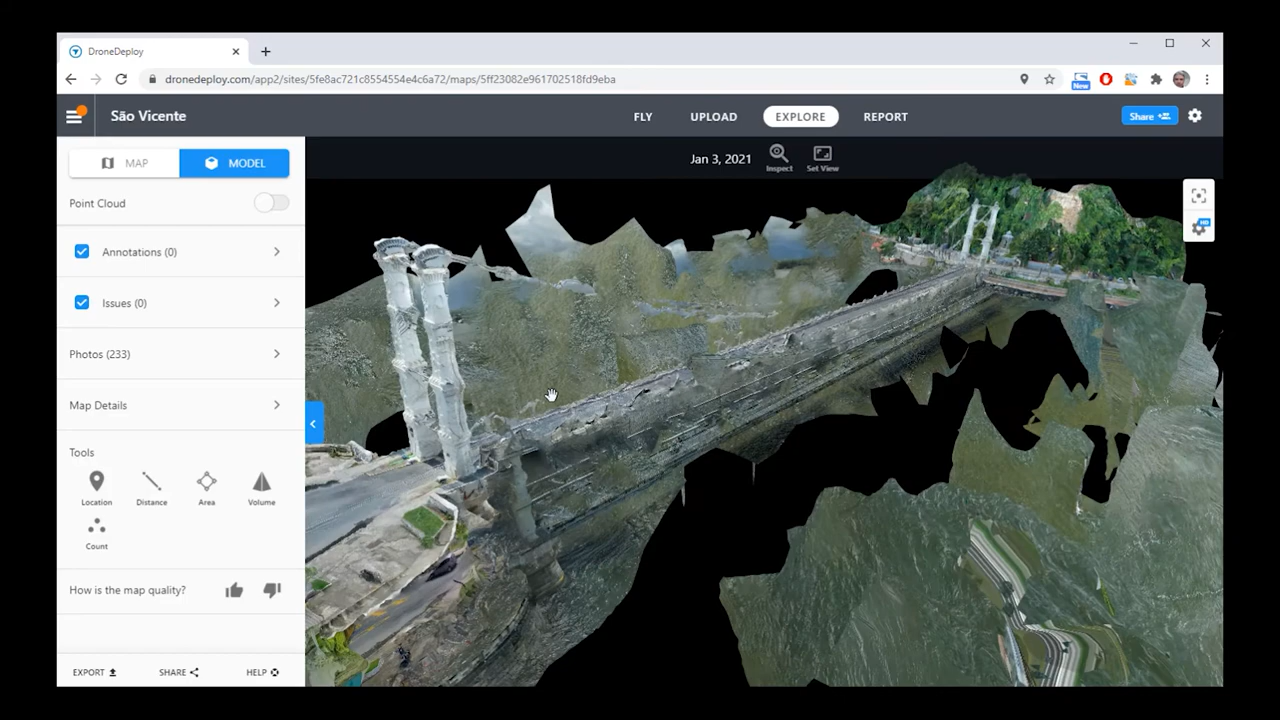 DroneDeploy
dronedeploy.com/app2/sites/5fe8ac721c8554554e4c6a72/maps/5ff23082e961702518fd9eba
New
São Vicente
FLY
UPLOAD
EXPLORE
REPORT
Share
MAP
MODEL
Jan 3, 2021
Inspect
Set View
Point Cloud
HD
Annotations (0)
Issues (0)
Photos (233)
Map Details
Tools
Location
Distance
Area
Volume
Count
How is the map quality?
EXPORT
SHARE
HELP